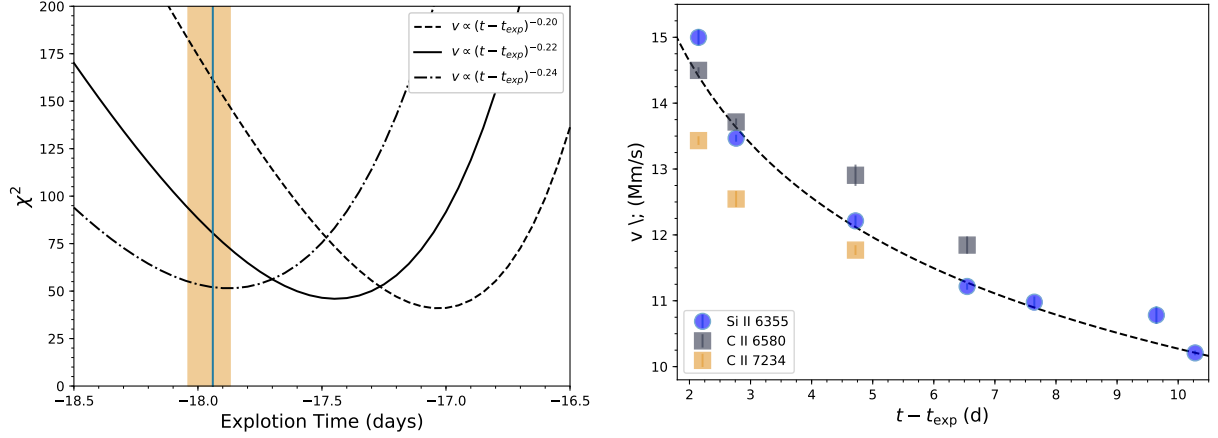 200
175
150
125
100
75
50
25
0
χ²
−18.5
−18.0
−17.5
−17.0
−16.5
Explotion Time (days)
v ∝ (t − t_exp)^−0.20
v ∝ (t − t_exp)^−0.22
v ∝ (t − t_exp)^−0.24
15
14
13
12
11
10
v \; (Mm/s)
2
3
4
5
6
7
8
9
10
t − t_exp (d)
Si II 6355
C II 6580
C II 7234